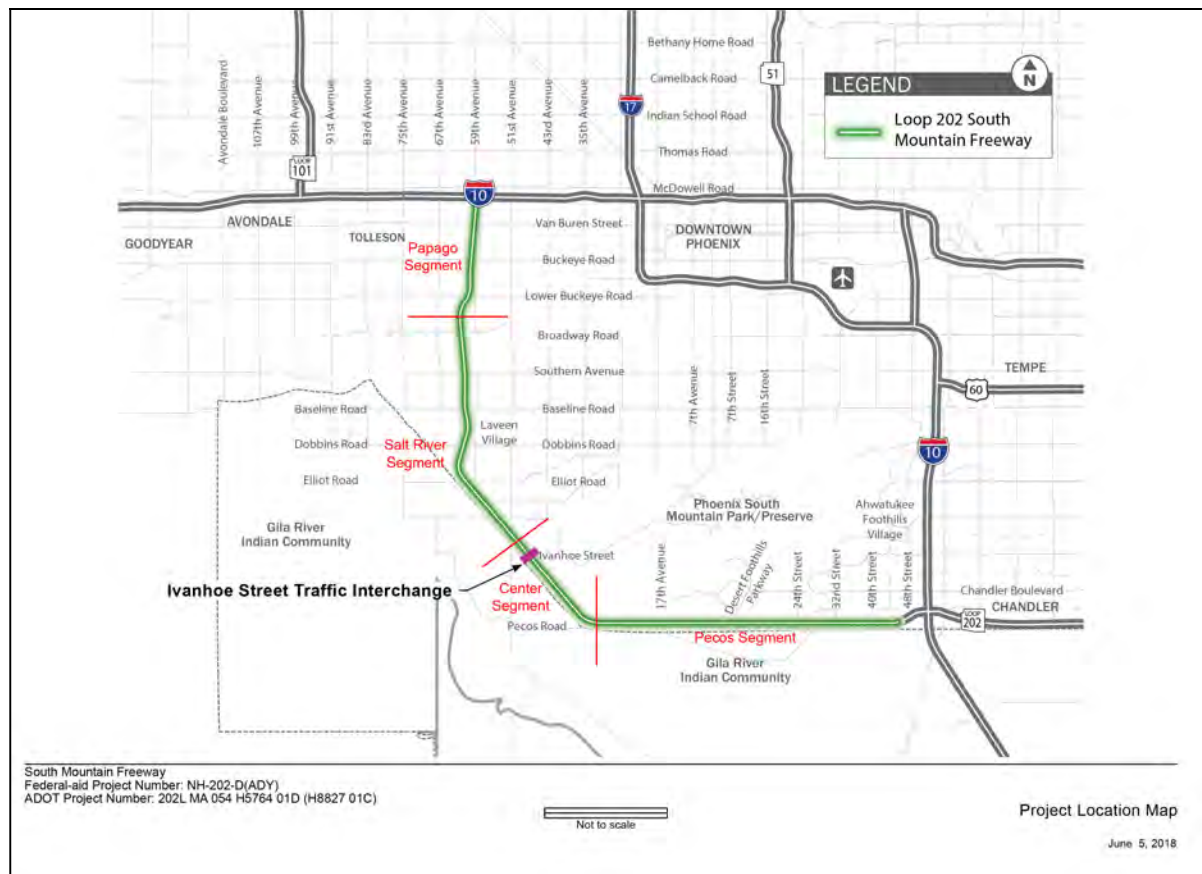 Bethany Home Road
Camelback Road
Indian School Road
Thomas Road
McDowell Road
51
17
LEGEND
N
Loop 202 South
Mountain Freeway
Avondale Boulevard
107th Avenue
99th Avenue
91st Avenue
83rd Avenue
75th Avenue
67th Avenue
59th Avenue
51st Avenue
43rd Avenue
35th Avenue
LOOP
101
10
AVONDALE
GOODYEAR
TOLLESON
Papago
Segment
Van Buren Street
Buckeye Road
Lower Buckeye Road
Broadway Road
Southern Avenue
Baseline Road
Dobbins Road
Elliot Road
DOWNTOWN
PHOENIX
TEMPE
60
10
7th Avenue
7th Street
16th Street
Baseline Road
Dobbins Road
Elliot Road
Laveen
Village
Salt River
Segment
Gila River
Indian Community
Phoenix South
Mountain Park/Preserve
Ahwatukee
Foothills
Village
Ivanhoe Street
Ivanhoe Street Traffic Interchange
Center
Segment
Pecos Road
17th Avenue
Desert Foothills
Parkway
24th Street
32nd Street
40th Street
48th Street
Chandler Boulevard
CHANDLER
LOOP
202
Pecos Segment
Gila River
Indian Community
South Mountain Freeway
Federal-aid Project Number: NH-202-D(ADY)
ADOT Project Number: 202L MA 054 H5764 01D (H8827 01C)
Not to scale
Project Location Map
June 5, 2018